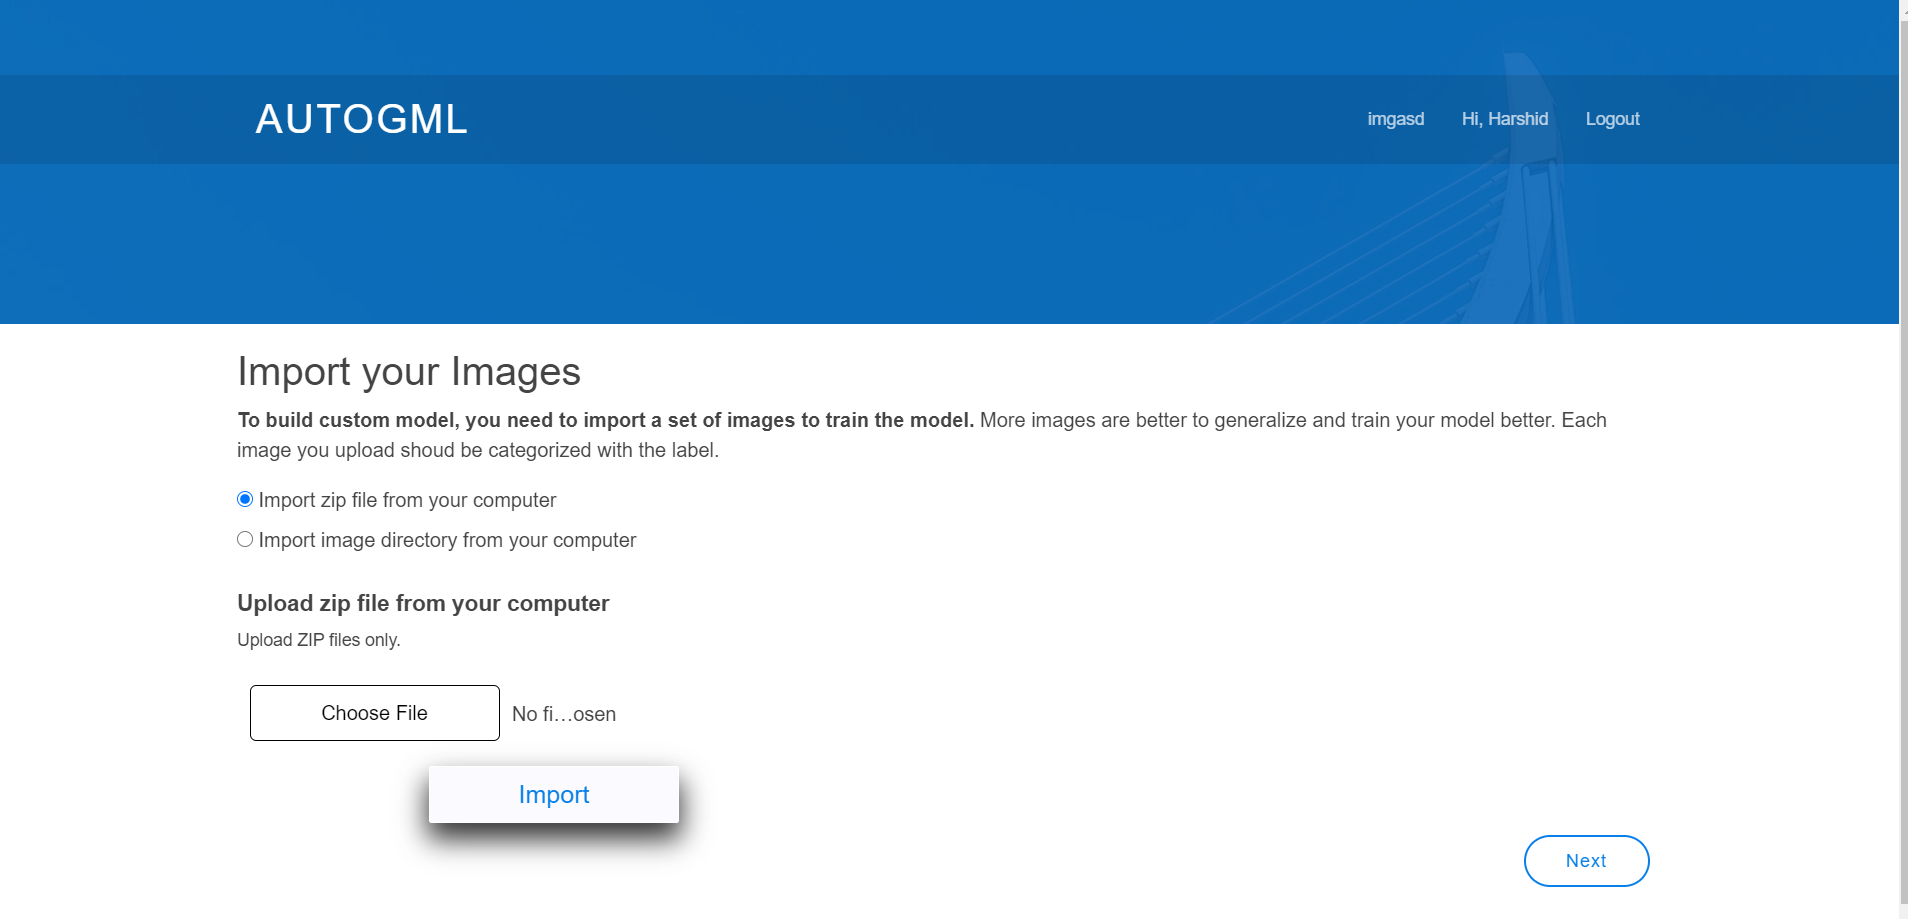 AUTOGML
imgasd Hi, Harshid Logout
Import your Images
To build custom model, you need to import a set of images to train the model. More images are better to generalize and train your model better. Each
image you upload shoud be categorized with the label.
Import zip file from your computer
Import image directory from your computer
Upload zip file from your computer
Upload ZIP files only.
Choose File No fi...osen
Import
Next